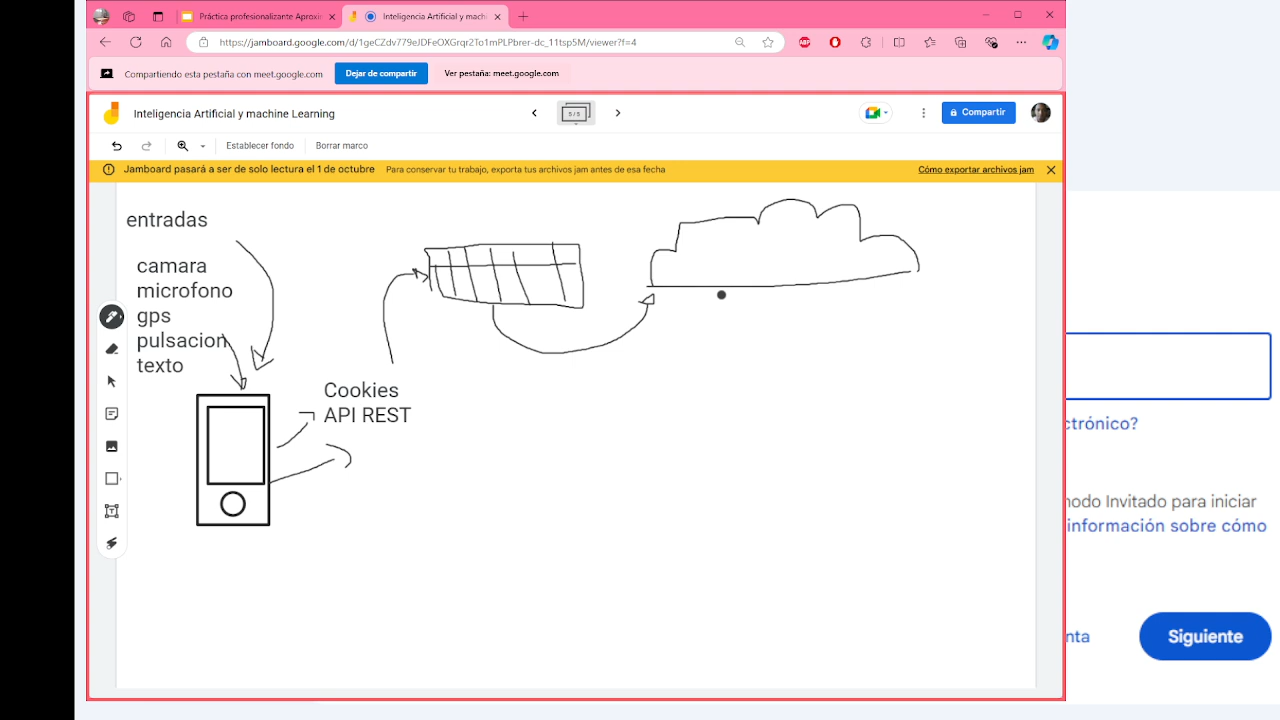 Práctica profesionalizante Aproxim
Inteligencia Artificial y machi
https://jamboard.google.com/d/1geCZdv779eJDFeOXGrqr2To1mPLPbrer-dc_11tsp5M/viewer?f=4
Compartiendo esta pestaña con meet.google.com
Dejar de compartir
Ver pestaña: meet.google.com
Inteligencia Artificial y machine Learning
5 / 5
Compartir
Establecer fondo
Borrar marco
Jamboard pasará a ser de solo lectura el 1 de octubre
Para conservar tu trabajo, exporta tus archivos jam antes de esa fecha
Cómo exportar archivos jam
entradas
camara
microfono
gps
pulsacion
texto
Cookies
API REST
ctrónico?
modo Invitado para iniciar
información sobre cómo
nta
Siguiente